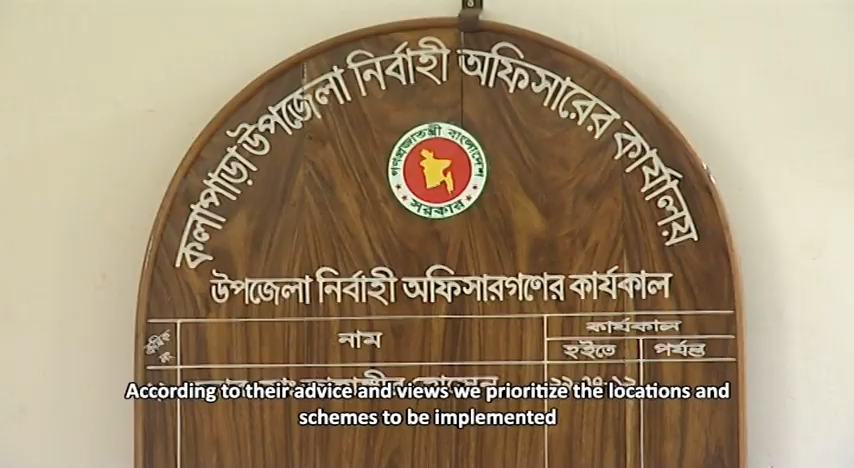 কলাপাড়া উপজেলা নির্বাহী অফিসারের কার্যালয়
গণপ্রজাতন্ত্রী বাংলাদেশ
সরকার
উপজেলা নির্বাহী অফিসারগণের কার্যকাল
নাম
কার্যকাল
হইতে পর্যন্ত
According to their advice and views we prioritize the locations and
schemes to be implemented